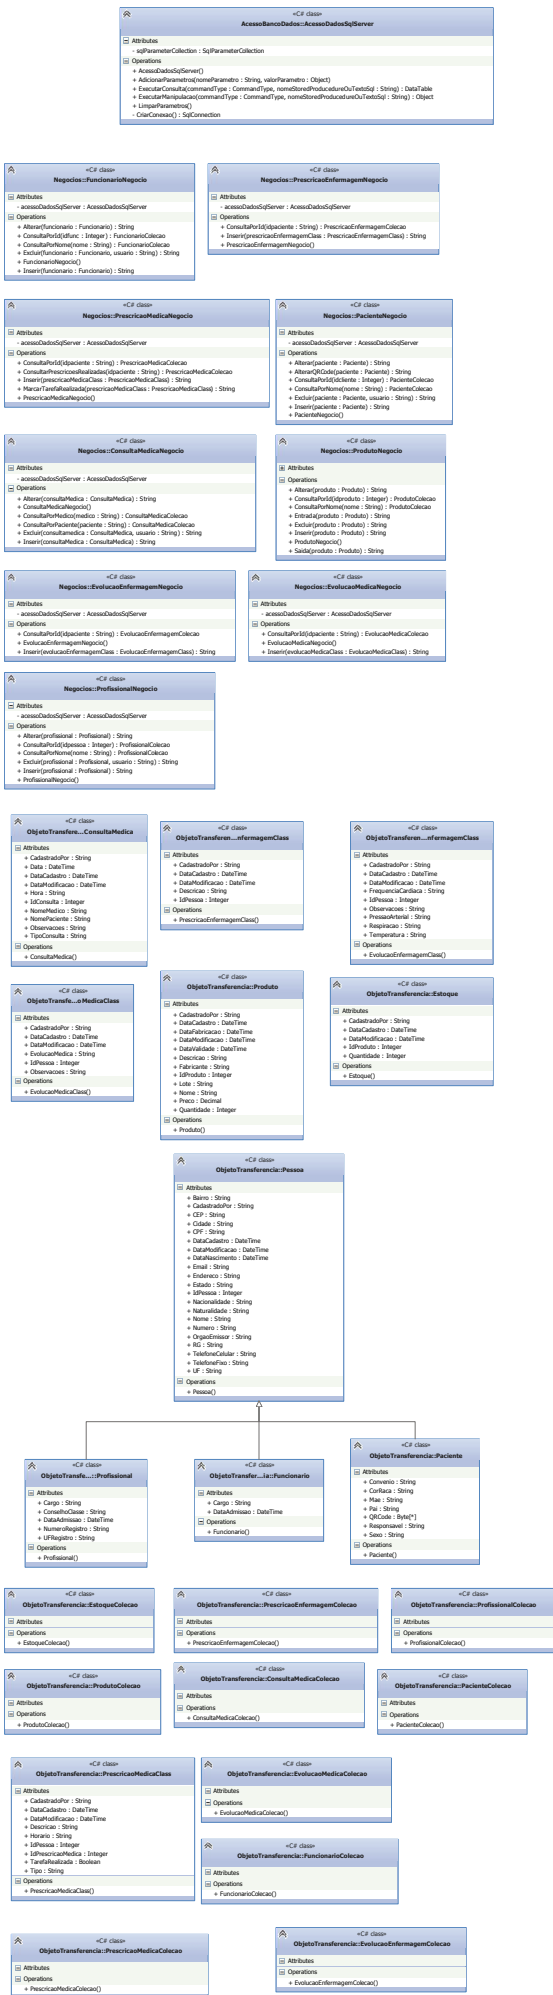 «C# class»
AcessoBancoDados::AcessoDadosSqlServer
Attributes
- sqlParameterCollection : SqlParameterCollection
Operations
+ AcessoDadosSqlServer()
+ AdicionarParametros(nomeParametro : String, valorParametro : Object)
+ ExecutarConsulta(commandType : CommandType, nomeStoredProcedureOuTextoSql : String) : DataTable
+ ExecutarManipulacao(commandType : CommandType, nomeStoredProcedureOuTextoSql : String) : Object
+ LimparParametros()
- CriarConexao() : SqlConnection
«C# class»
Negocios::FuncionarioNegocio
Attributes
- acessoDadosSqlServer : AcessoDadosSqlServer
Operations
+ Alterar(funcionario : Funcionario) : String
+ ConsultaPorId(idfunc : Integer) : FuncionarioColecao
+ ConsultaPorNome(nome : String) : FuncionarioColecao
+ Excluir(funcionario : Funcionario, usuario : String) : String
+ FuncionarioNegocio()
+ Inserir(funcionario : Funcionario) : String
«C# class»
Negocios::PrescricaoEnfermagemNegocio
Attributes
- acessoDadosSqlServer : AcessoDadosSqlServer
Operations
+ ConsultaPorId(idpaciente : String) : PrescricaoEnfermagemColecao
+ Inserir(prescricaoEnfermagemClass : PrescricaoEnfermagemClass) : String
+ PrescricaoEnfermagemNegocio()
«C# class»
Negocios::PrescricaoMedicaNegocio
Attributes
- acessoDadosSqlServer : AcessoDadosSqlServer
Operations
+ ConsultaPorId(idpaciente : String) : PrescricaoMedicaColecao
+ ConsultarPrescricoesRealizadas(idpaciente : String) : PrescricaoMedicaColecao
+ Inserir(prescricaoMedicaClass : PrescricaoMedicaClass) : String
+ MarcarTarefaRealizada(prescricaoMedicaClass : PrescricaoMedicaClass) : String
+ PrescricaoMedicaNegocio()
«C# class»
Negocios::PacienteNegocio
Attributes
- acessoDadosSqlServer : AcessoDadosSqlServer
Operations
+ Alterar(paciente : Paciente) : String
+ AlterarQRCode(paciente : Paciente) : String
+ ConsultaPorId(idcliente : Integer) : PacienteColecao
+ ConsultaPorNome(nome : String) : PacienteColecao
+ Excluir(paciente : Paciente, usuario : String) : String
+ Inserir(paciente : Paciente) : String
+ PacienteNegocio()
«C# class»
Negocios::ConsultaMedicaNegocio
Attributes
- acessoDadosSqlServer : AcessoDadosSqlServer
Operations
+ Alterar(consultaMedica : ConsultaMedica) : String
+ ConsultaMedicaNegocio()
+ ConsultaPorMedico(medico : String) : ConsultaMedicaColecao
+ ConsultaPorPaciente(paciente : String) : ConsultaMedicaColecao
+ Excluir(consultamedica : ConsultaMedica, usuario : String) : String
+ Inserir(consultaMedica : ConsultaMedica) : String
«C# class»
Negocios::ProdutoNegocio
Attributes
Operations
+ Alterar(produto : Produto) : String
+ ConsultaPorId(idproduto : Integer) : ProdutoColecao
+ ConsultaPorNome(nome : String) : ProdutoColecao
+ Entrada(produto : Produto) : String
+ Excluir(produto : Produto) : String
+ Inserir(produto : Produto) : String
+ ProdutoNegocio()
+ Saida(produto : Produto) : String
«C# class»
Negocios::EvolucaoEnfermagemNegocio
Attributes
- acessoDadosSqlServer : AcessoDadosSqlServer
Operations
+ ConsultaPorId(idpaciente : String) : EvolucaoEnfermagemColecao
+ EvolucaoEnfermagemNegocio()
+ Inserir(evolucaoEnfermagemClass : EvolucaoEnfermagemClass) : String
«C# class»
Negocios::EvolucaoMedicaNegocio
Attributes
- acessoDadosSqlServer : AcessoDadosSqlServer
Operations
+ ConsultaPorId(idpaciente : String) : EvolucaoMedicaColecao
+ EvolucaoMedicaNegocio()
+ Inserir(evolucaoMedicaClass : EvolucaoMedicaClass) : String
«C# class»
Negocios::ProfissionalNegocio
Attributes
- acessoDadosSqlServer : AcessoDadosSqlServer
Operations
+ Alterar(profissional : Profissional) : String
+ ConsultaPorId(idpessoa : Integer) : ProfissionalColecao
+ ConsultaPorNome(nome : String) : ProfissionalColecao
+ Excluir(profissional : Profissional, usuario : String) : String
+ Inserir(profissional : Profissional) : String
+ ProfissionalNegocio()
«C# class»
ObjetoTransfere...ConsultaMedica
Attributes
+ CadastradoPor : String
+ Data : DateTime
+ DataCadastro : DateTime
+ DataModificacao : DateTime
+ Hora : String
+ IdConsulta : Integer
+ NomeMedico : String
+ NomePaciente : String
+ Observacoes : String
+ TipoConsulta : String
Operations
+ ConsultaMedica()
«C# class»
ObjetoTransferen...nfermagemClass
Attributes
+ CadastradoPor : String
+ DataCadastro : DateTime
+ DataModificacao : DateTime
+ Descricao : String
+ IdPessoa : Integer
Operations
+ PrescricaoEnfermagemClass()
«C# class»
ObjetoTransferen...nfermagemClass
Attributes
+ CadastradoPor : String
+ DataCadastro : DateTime
+ DataModificacao : DateTime
+ FrequenciaCardiaca : String
+ IdPessoa : Integer
+ Observacoes : String
+ PressaoArterial : String
+ Respiracao : String
+ Temperatura : String
Operations
+ EvolucaoEnfermagemClass()
«C# class»
ObjetoTransfe...oMedicaClass
Attributes
+ CadastradoPor : String
+ DataCadastro : DateTime
+ DataModificacao : DateTime
+ EvolucaoMedica : String
+ IdPessoa : Integer
+ Observacoes : String
Operations
+ EvolucaoMedicaClass()
«C# class»
ObjetoTransferencia::Produto
Attributes
+ CadastradoPor : String
+ DataCadastro : DateTime
+ DataFabricacao : DateTime
+ DataModificacao : DateTime
+ DataValidade : DateTime
+ Descricao : String
+ Fabricante : String
+ IdProduto : Integer
+ Lote : String
+ Nome : String
+ Preco : Decimal
+ Quantidade : Integer
Operations
+ Produto()
«C# class»
ObjetoTransferencia::Estoque
Attributes
+ CadastradoPor : String
+ DataCadastro : DateTime
+ DataModificacao : DateTime
+ IdProduto : Integer
+ Quantidade : Integer
Operations
+ Estoque()
«C# class»
ObjetoTransferencia::Pessoa
Attributes
+ Bairro : String
+ CadastradoPor : String
+ CEP : String
+ Cidade : String
+ CPF : String
+ DataCadastro : DateTime
+ DataModificacao : DateTime
+ DataNascimento : DateTime
+ Email : String
+ Endereco : String
+ Estado : String
+ IdPessoa : Integer
+ Nacionalidade : String
+ Naturalidade : String
+ Nome : String
+ Numero : String
+ OrgaoEmissor : String
+ RG : String
+ TelefoneCelular : String
+ TelefoneFixo : String
+ UF : String
Operations
+ Pessoa()
«C# class»
ObjetoTransfe...::Profissional
Attributes
+ Cargo : String
+ ConselhoClasse : String
+ DataAdmissao : DateTime
+ NumeroRegistro : String
+ UFRegistro : String
Operations
+ Profissional()
«C# class»
ObjetoTransfer...ia::Funcionario
Attributes
+ Cargo : String
+ DataAdmissao : DateTime
Operations
+ Funcionario()
«C# class»
ObjetoTransferencia::Paciente
Attributes
+ Convenio : String
+ CorRaca : String
+ Mae : String
+ Pai : String
+ QRCode : Byte[*]
+ Responsavel : String
+ Sexo : String
Operations
+ Paciente()
«C# class»
ObjetoTransferencia::EstoqueColecao
Attributes
Operations
+ EstoqueColecao()
«C# class»
ObjetoTransferencia::PrescricaoEnfermagemColecao
Attributes
Operations
+ PrescricaoEnfermagemColecao()
«C# class»
ObjetoTransferencia::ProfissionalColecao
Attributes
Operations
+ ProfissionalColecao()
«C# class»
ObjetoTransferencia::ProdutoColecao
Attributes
Operations
+ ProdutoColecao()
«C# class»
ObjetoTransferencia::ConsultaMedicaColecao
Attributes
Operations
+ ConsultaMedicaColecao()
«C# class»
ObjetoTransferencia::PacienteColecao
Attributes
Operations
+ PacienteColecao()
«C# class»
ObjetoTransferencia::PrescricaoMedicaClass
Attributes
+ CadastradoPor : String
+ DataCadastro : DateTime
+ DataModificacao : DateTime
+ Descricao : String
+ Horario : String
+ IdPessoa : Integer
+ IdPrescricaoMedica : Integer
+ TarefaRealizada : Boolean
+ Tipo : String
Operations
+ PrescricaoMedicaClass()
«C# class»
ObjetoTransferencia::EvolucaoMedicaColecao
Attributes
Operations
+ EvolucaoMedicaColecao()
«C# class»
ObjetoTransferencia::FuncionarioColecao
Attributes
Operations
+ FuncionarioColecao()
«C# class»
ObjetoTransferencia::PrescricaoMedicaColecao
Attributes
Operations
+ PrescricaoMedicaColecao()
«C# class»
ObjetoTransferencia::EvolucaoEnfermagemColecao
Attributes
Operations
+ EvolucaoEnfermagemColecao()